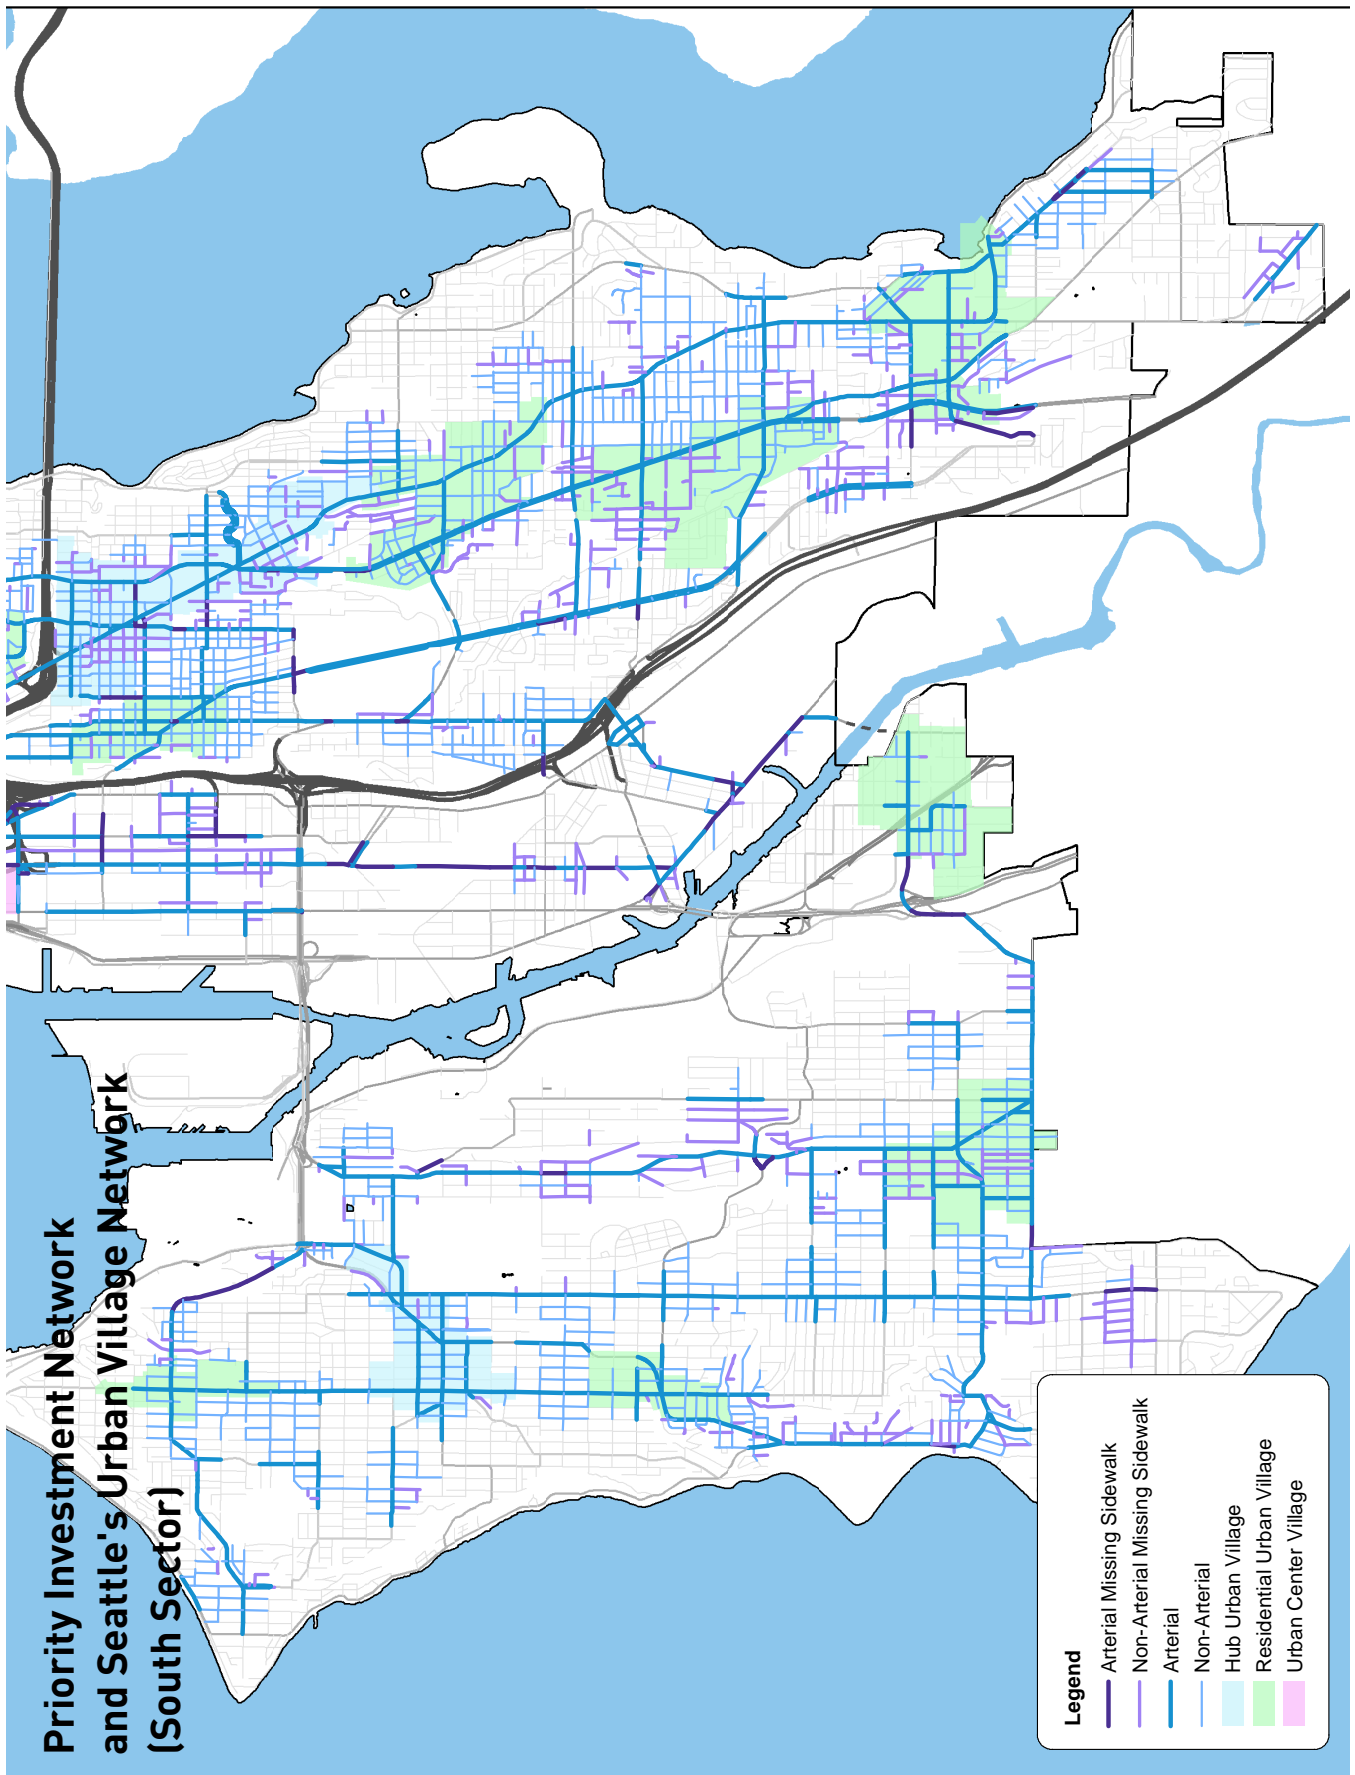 Priority Investment Network
and Seattle's Urban Village Network
(South Sector)
Legend
Arterial Missing Sidewalk
Non-Arterial Missing Sidewalk
Arterial
Non-Arterial
Hub Urban Village
Residential Urban Village
Urban Center Village